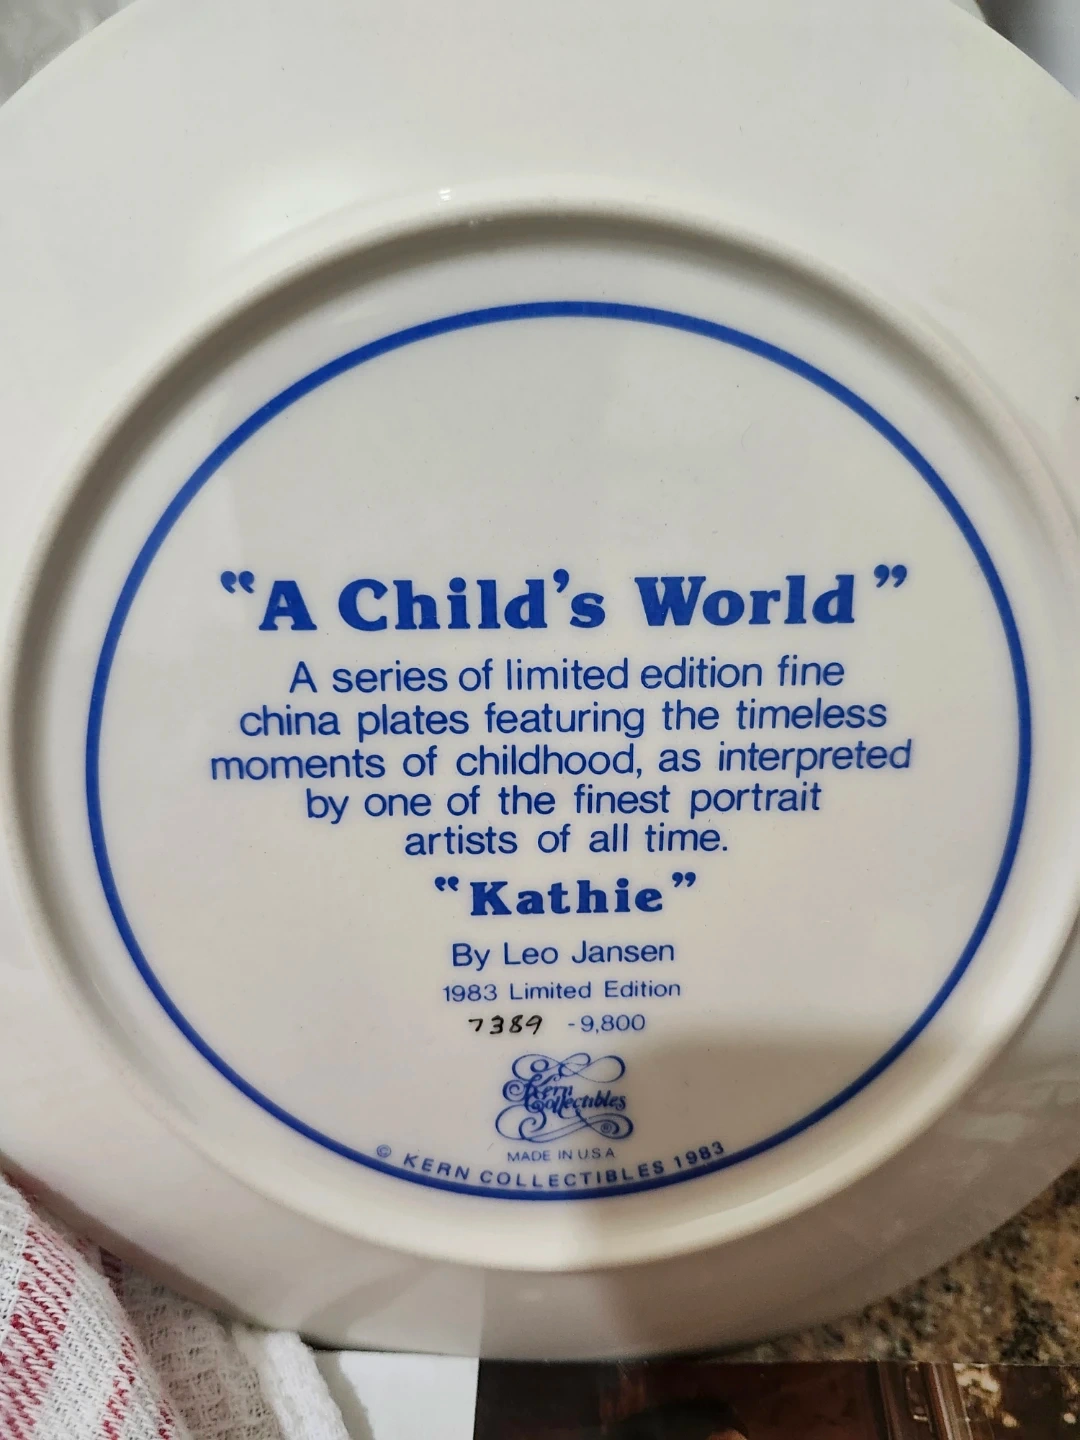 “A Child’s World”
A series of limited edition fine
china plates featuring the timeless
moments of childhood, as interpreted
by one of the finest portrait
artists of all time.
“Kathie”
By Leo Jansen
1983 Limited Edition
7389 -9,800
Kern
Collectibles ®
MADE IN U.S.A.
© KERN COLLECTIBLES 1983